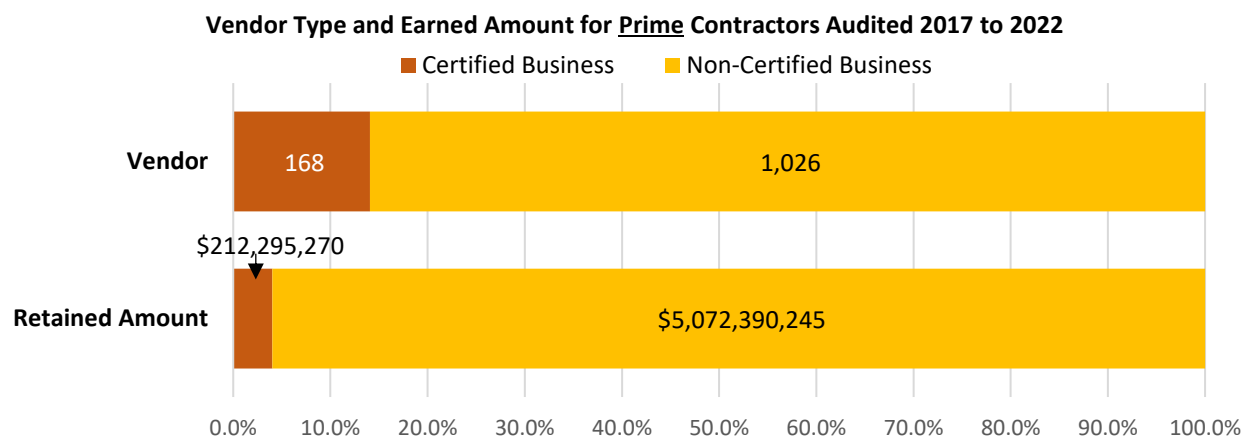 Vendor Type and Earned Amount for Prime Contractors Audited 2017 to 2022
Certified Business Non-Certified Business
Vendor 168 1,026
$212,295,270
Retained Amount $5,072,390,245
0.0% 10.0% 20.0% 30.0% 40.0% 50.0% 60.0% 70.0% 80.0% 90.0% 100.0%